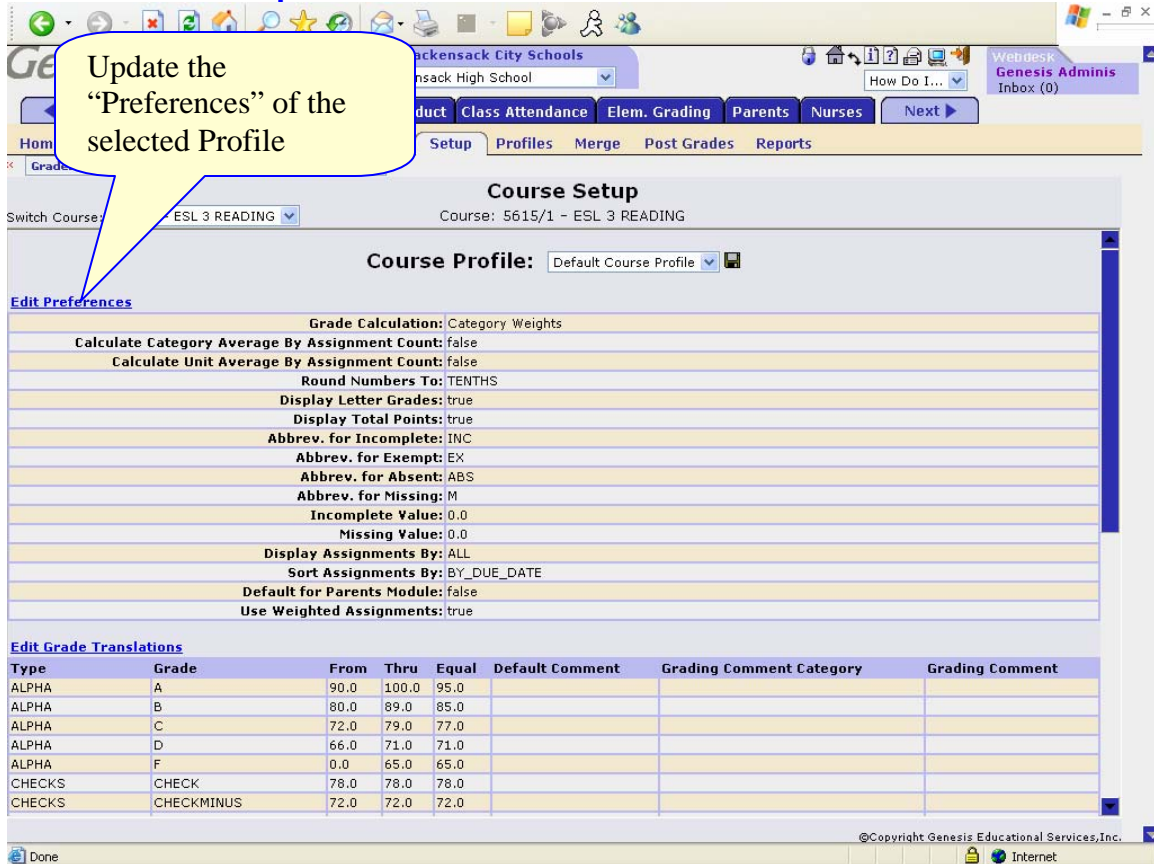 Update the
“Preferences” of the
selected Profile
Ge
ackensack City Schools
nsack High School
How Do I...
Webdesk
Genesis Adminis
Inbox (0)
duct Class Attendance Elem. Grading Parents Nurses Next
Hom Setup Profiles Merge Post Grades Reports
Grade
Course Setup
Switch Course: - ESL 3 READING Course: 5615/1 - ESL 3 READING
Course Profile: Default Course Profile
Edit Preferences
Grade Calculation: Category Weights
Calculate Category Average By Assignment Count: false
Calculate Unit Average By Assignment Count: false
Round Numbers To: TENTHS
Display Letter Grades: true
Display Total Points: true
Abbrev. for Incomplete: INC
Abbrev. for Exempt: EX
Abbrev. for Absent: ABS
Abbrev. for Missing: M
Incomplete Value: 0.0
Missing Value: 0.0
Display Assignments By: ALL
Sort Assignments By: BY_DUE_DATE
Default for Parents Module: false
Use Weighted Assignments: true
Edit Grade Translations
Type Grade From Thru Equal Default Comment Grading Comment Category Grading Comment
ALPHA A 90.0 100.0 95.0
ALPHA B 80.0 89.0 85.0
ALPHA C 72.0 79.0 77.0
ALPHA D 66.0 71.0 71.0
ALPHA F 0.0 65.0 65.0
CHECKS CHECK 78.0 78.0 78.0
CHECKS CHECKMINUS 72.0 72.0 72.0
©Copyright Genesis Educational Services,Inc.
Done Internet